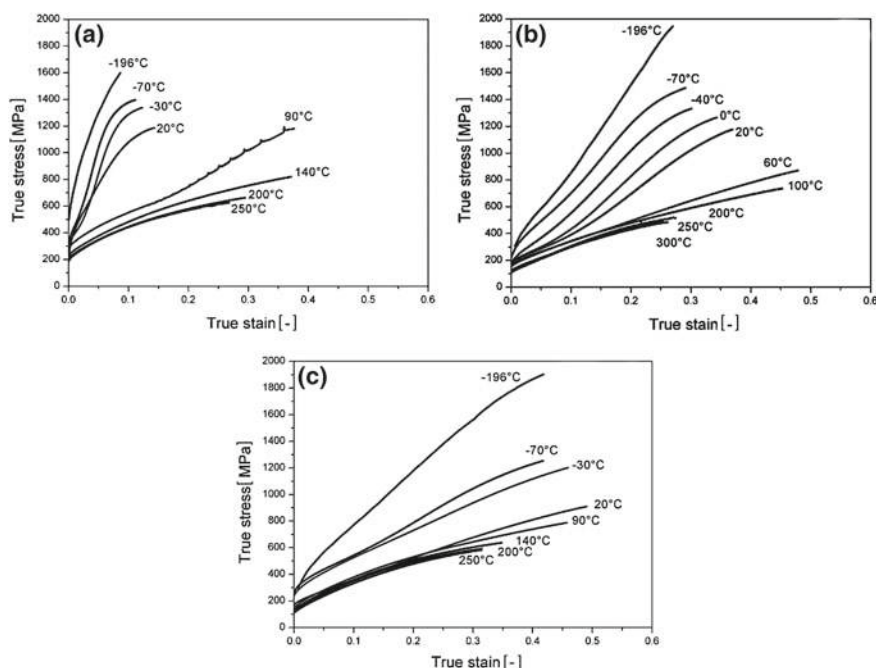 (a)
True stress [MPa]
2000
1800
1600
1400
1200
1000
800
600
400
200
0
-196°C
-70°C
-30°C
20°C
90°C
140°C
200°C
250°C
0.0 0.1 0.2 0.3 0.4 0.5 0.6
True stain [-]
(b)
True stress [MPa]
2000
1800
1600
1400
1200
1000
800
600
400
200
0
-196°C
-70°C
-40°C
0°C
20°C
60°C
100°C
200°C
250°C
300°C
0.0 0.1 0.2 0.3 0.4 0.5 0.6
True stain [-]
(c)
True stress [MPa]
2000
1800
1600
1400
1200
1000
800
600
400
200
0
-196°C
-70°C
-30°C
20°C
90°C
140°C
200°C
250°C
0.0 0.1 0.2 0.3 0.4 0.5 0.6
True stain [-]